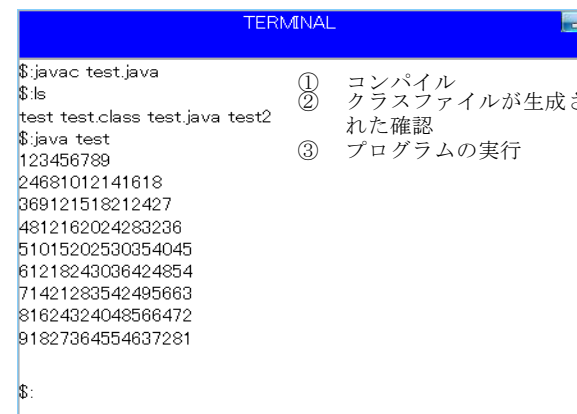 TERMINAL
$:javac test.java
$:ls
test test.class test.java test2
$:java test
123456789
24681012141618
369121518212427
4812162024283236
51015202530354045
61218243036424854
71421283542495663
81624324048566472
91827364554637281
$:
① コンパイル
② クラスファイルが生成さ
れた確認
③ プログラムの実行